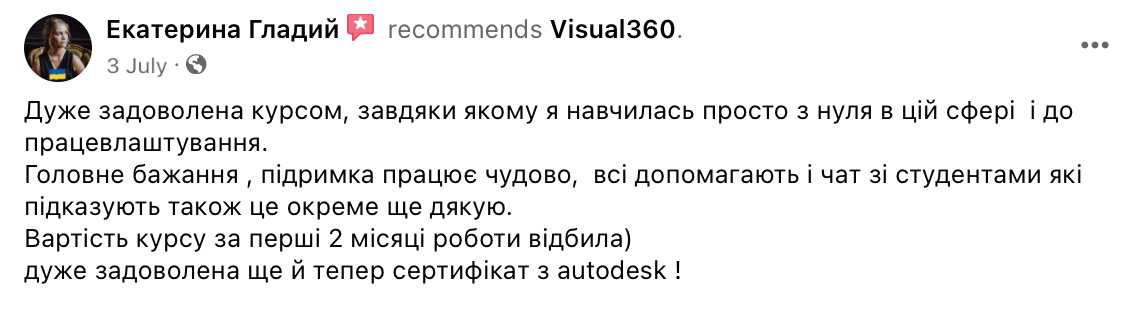 Екатерина Гладий recommends Visual360.
3 July ·
Дуже задоволена курсом, завдяки якому я навчилась просто з нуля в цій сфері  і до
працевлаштування.
Головне бажання , підримка працює чудово,  всі допомагають і чат зі студентами які
підказують також це окреме ще дякую.
Вартість курсу за перші 2 місяці роботи відбила)
дуже задоволена ще й тепер сертифікат з autodesk !